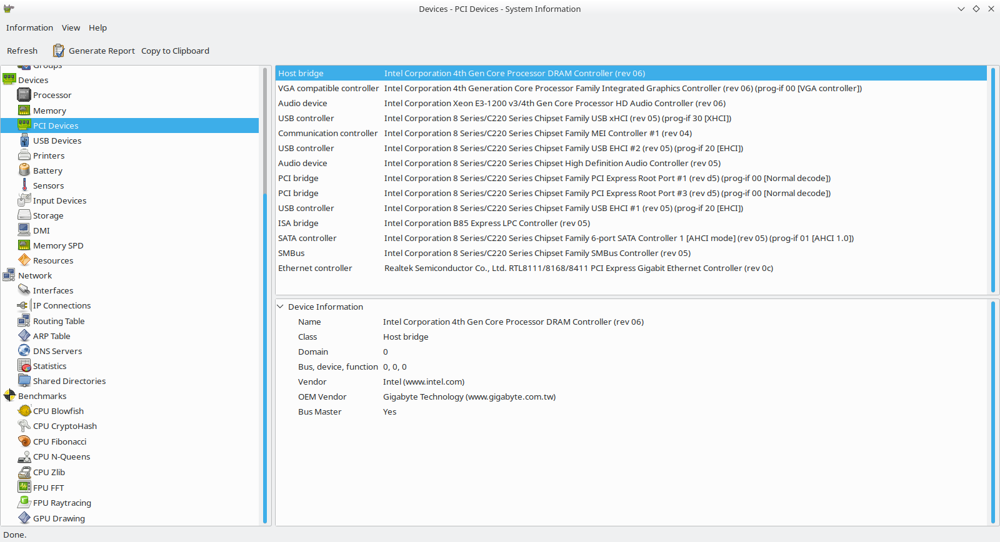 Devices - PCI Devices - System Information
Information View Help
Refresh Generate Report Copy to Clipboard
Groups
Devices
Processor
Memory
PCI Devices
USB Devices
Printers
Battery
Sensors
Input Devices
Storage
DMI
Memory SPD
Resources
Network
Interfaces
IP Connections
Routing Table
ARP Table
DNS Servers
Statistics
Shared Directories
Benchmarks
CPU Blowfish
CPU CryptoHash
CPU Fibonacci
CPU N-Queens
CPU Zlib
FPU FFT
FPU Raytracing
GPU Drawing
Host bridge Intel Corporation 4th Gen Core Processor DRAM Controller (rev 06)
VGA compatible controller Intel Corporation 4th Generation Core Processor Family Integrated Graphics Controller (rev 06) (prog-if 00 [VGA controller])
Audio device Intel Corporation Xeon E3-1200 v3/4th Gen Core Processor HD Audio Controller (rev 06)
USB controller Intel Corporation 8 Series/C220 Series Chipset Family USB xHCI (rev 05) (prog-if 30 [XHCI])
Communication controller Intel Corporation 8 Series/C220 Series Chipset Family MEI Controller #1 (rev 04)
USB controller Intel Corporation 8 Series/C220 Series Chipset Family USB EHCI #2 (rev 05) (prog-if 20 [EHCI])
Audio device Intel Corporation 8 Series/C220 Series Chipset High Definition Audio Controller (rev 05)
PCI bridge Intel Corporation 8 Series/C220 Series Chipset Family PCI Express Root Port #1 (rev d5) (prog-if 00 [Normal decode])
PCI bridge Intel Corporation 8 Series/C220 Series Chipset Family PCI Express Root Port #3 (rev d5) (prog-if 00 [Normal decode])
USB controller Intel Corporation 8 Series/C220 Series Chipset Family USB EHCI #1 (rev 05) (prog-if 20 [EHCI])
ISA bridge Intel Corporation B85 Express LPC Controller (rev 05)
SATA controller Intel Corporation 8 Series/C220 Series Chipset Family 6-port SATA Controller 1 [AHCI mode] (rev 05) (prog-if 01 [AHCI 1.0])
SMBus Intel Corporation 8 Series/C220 Series Chipset Family SMBus Controller (rev 05)
Ethernet controller Realtek Semiconductor Co., Ltd. RTL8111/8168/8411 PCI Express Gigabit Ethernet Controller (rev 0c)
Device Information
Name Intel Corporation 4th Gen Core Processor DRAM Controller (rev 06)
Class Host bridge
Domain 0
Bus, device, function 0, 0, 0
Vendor Intel (www.intel.com)
OEM Vendor Gigabyte Technology (www.gigabyte.com.tw)
Bus Master Yes
Done.